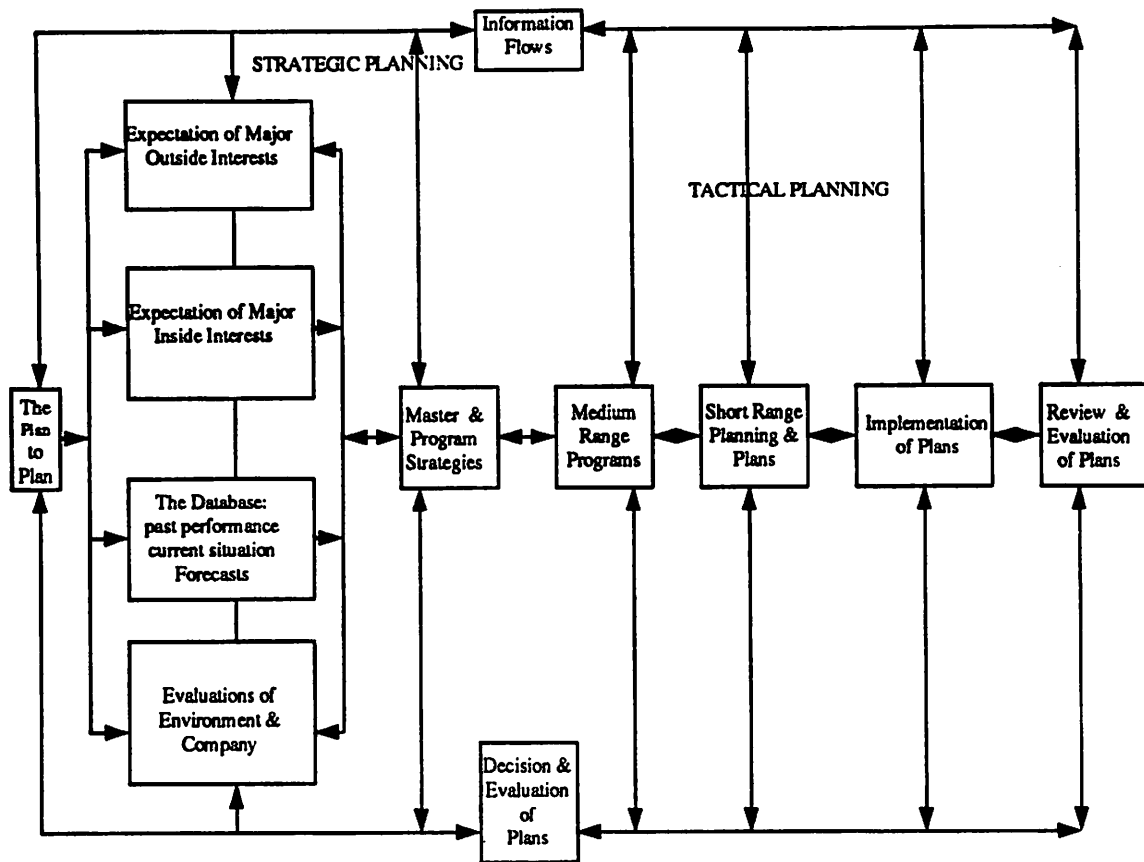 Information
Flows
STRATEGIC PLANNING
Expectation of Major
Outside Interests
TACTICAL PLANNING
Expectation of Major
Inside Interests
The
Plan
to
Plan
Master &
Program
Strategies
Medium
Range
Programs
Short Range
Planning &
Plans
Implementation
of Plans
Review &
Evaluation
of Plans
The Database:
past performance
current situation
Forecasts
Evaluations of
Environment &
Company
Decision &
Evaluation
of
Plans